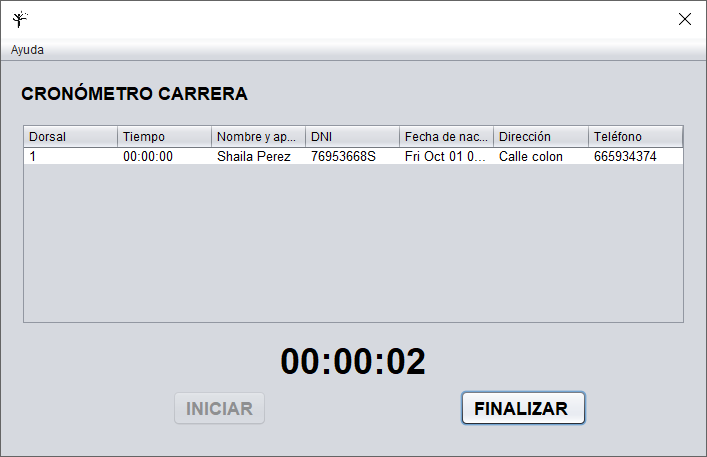 Ayuda
CRONÓMETRO CARRERA
Dorsal Tiempo Nombre y ap... DNI Fecha de nac... Dirección Teléfono
1 00:00:00 Shaila Perez 76953668S Fri Oct 01 0... Calle colon 665934374
00:00:02
INICIAR FINALIZAR